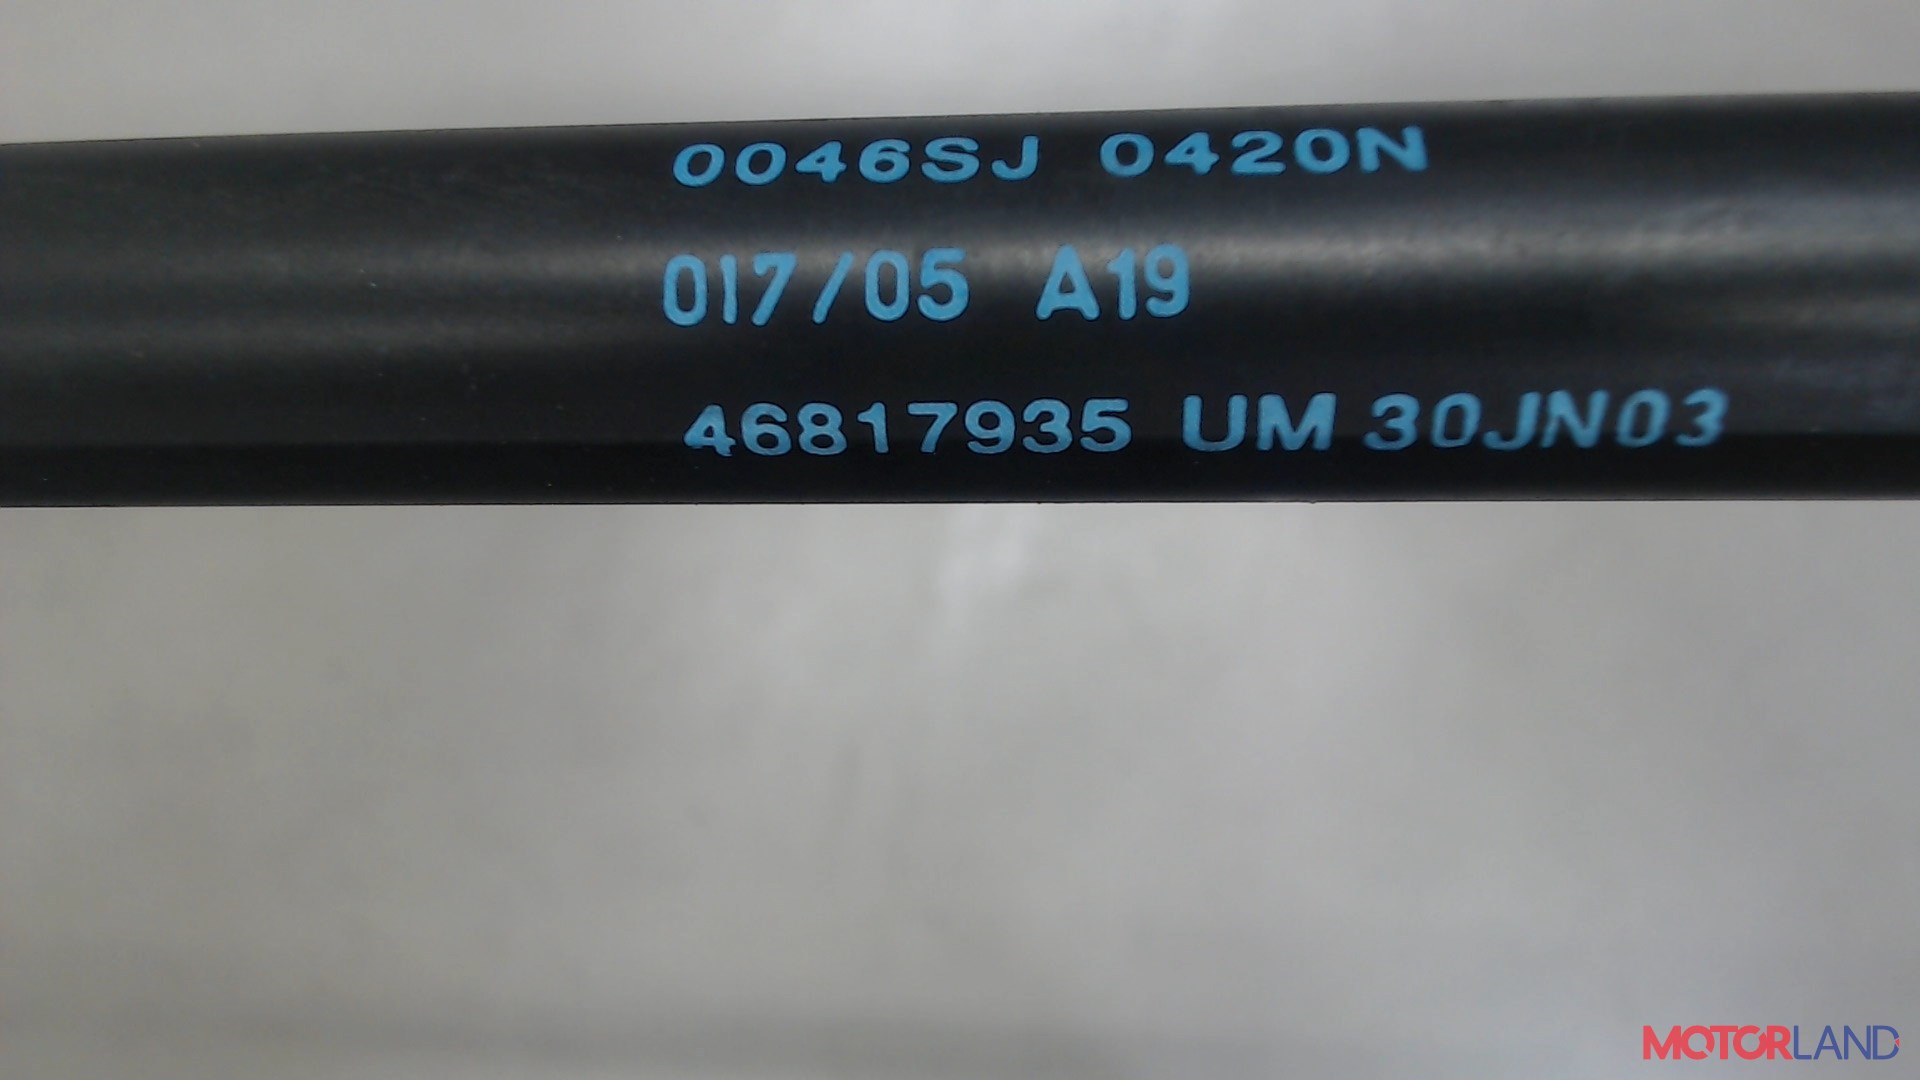 0046SJ 0420N
017/05 A19
46817935 UM 30JN03
MOTORLAND